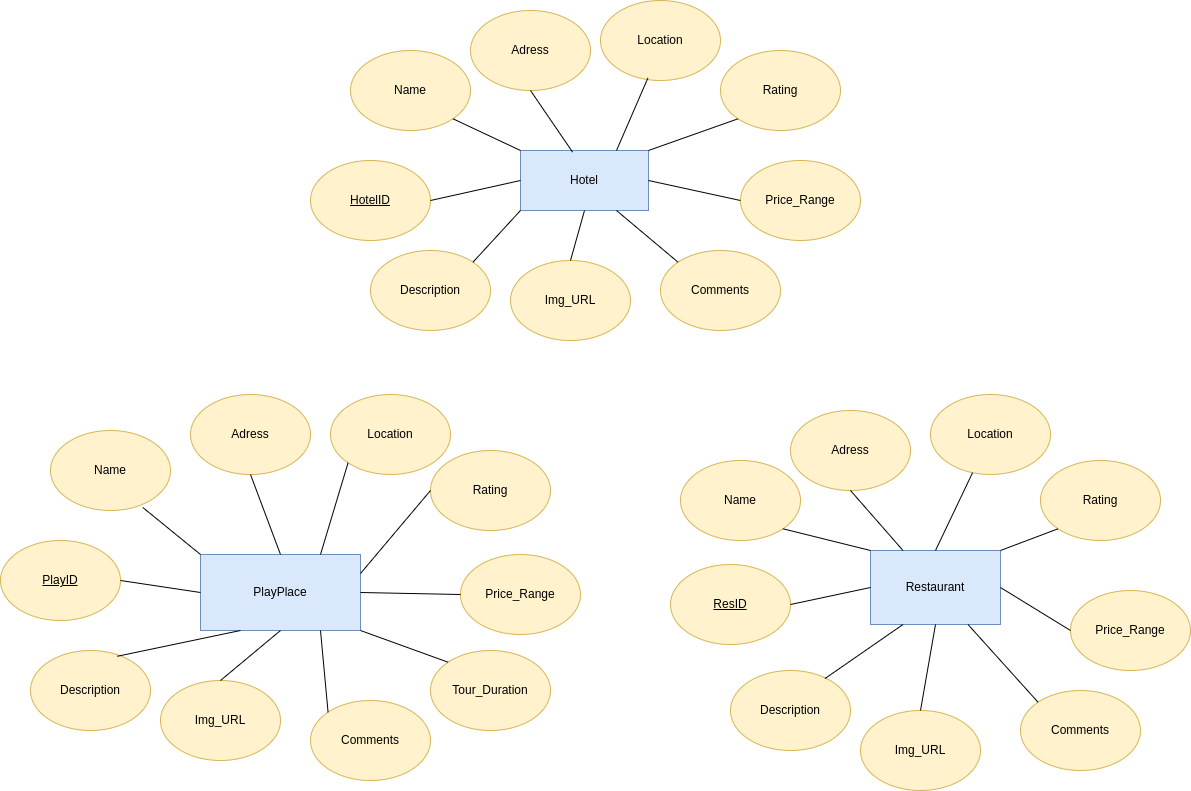 Location
Adress
Name
Rating
Hotel
HotelID
Price_Range
Description
Img_URL
Comments
Adress
Location
Name
Rating
PlayID
PlayPlace
Price_Range
Description
Img_URL
Comments
Tour_Duration
Location
Adress
Name
Rating
Restaurant
ResID
Price_Range
Description
Img_URL
Comments